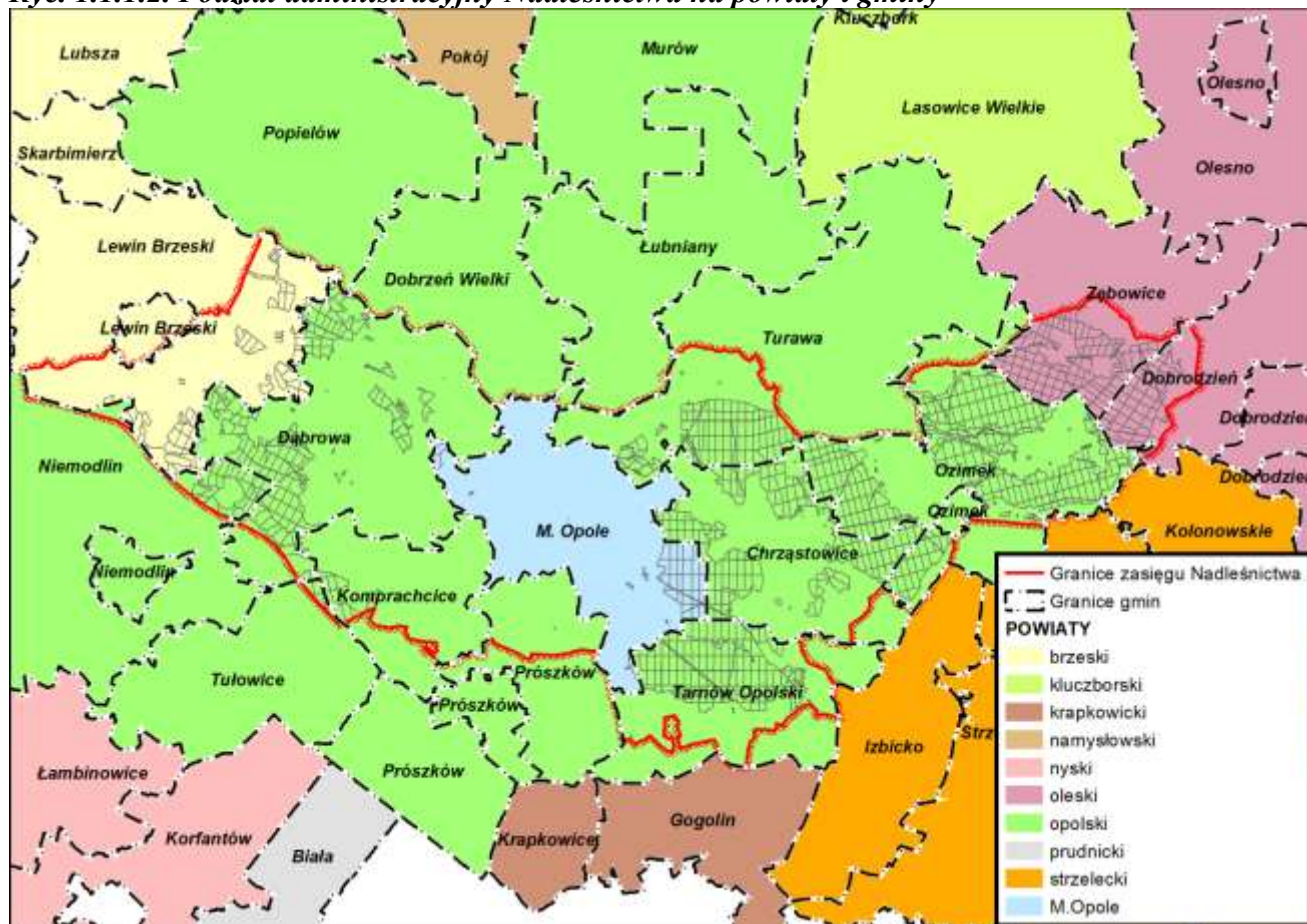 Ryc. 1.1.1.2. Podział administracyjny Nadleśnictwa na powiaty i gminy
Kluczbork
Lubsza
Pokój
Murów
Olesno
Lasowice Wielkie
Popielów
Skarbimierz
Olesno
Lewin Brzeski
Łubniany
Dobrzeń Wielki
Zębowice
Lewin Brzeski
Turawa
Dobrodzień
Dobrodzień
Dąbrowa
Niemodlin
Ozimek
Dobrodzień
Ozimek
M. Opole
Kolonowskie
Chrząstowice
Niemodlin
Komprachcice
Prószków
Tułowice
Tarnów Opolski
Prószków
Izbicko
Strz
Łambinowice
Prószków
Gogolin
Korfantów
Krapkowice
Biała
Granice zasięgu Nadleśnictwa
Granice gmin
POWIATY
brzeski
kluczborski
krapkowicki
namysłowski
nyski
oleski
opolski
prudnicki
strzelecki
M.Opole